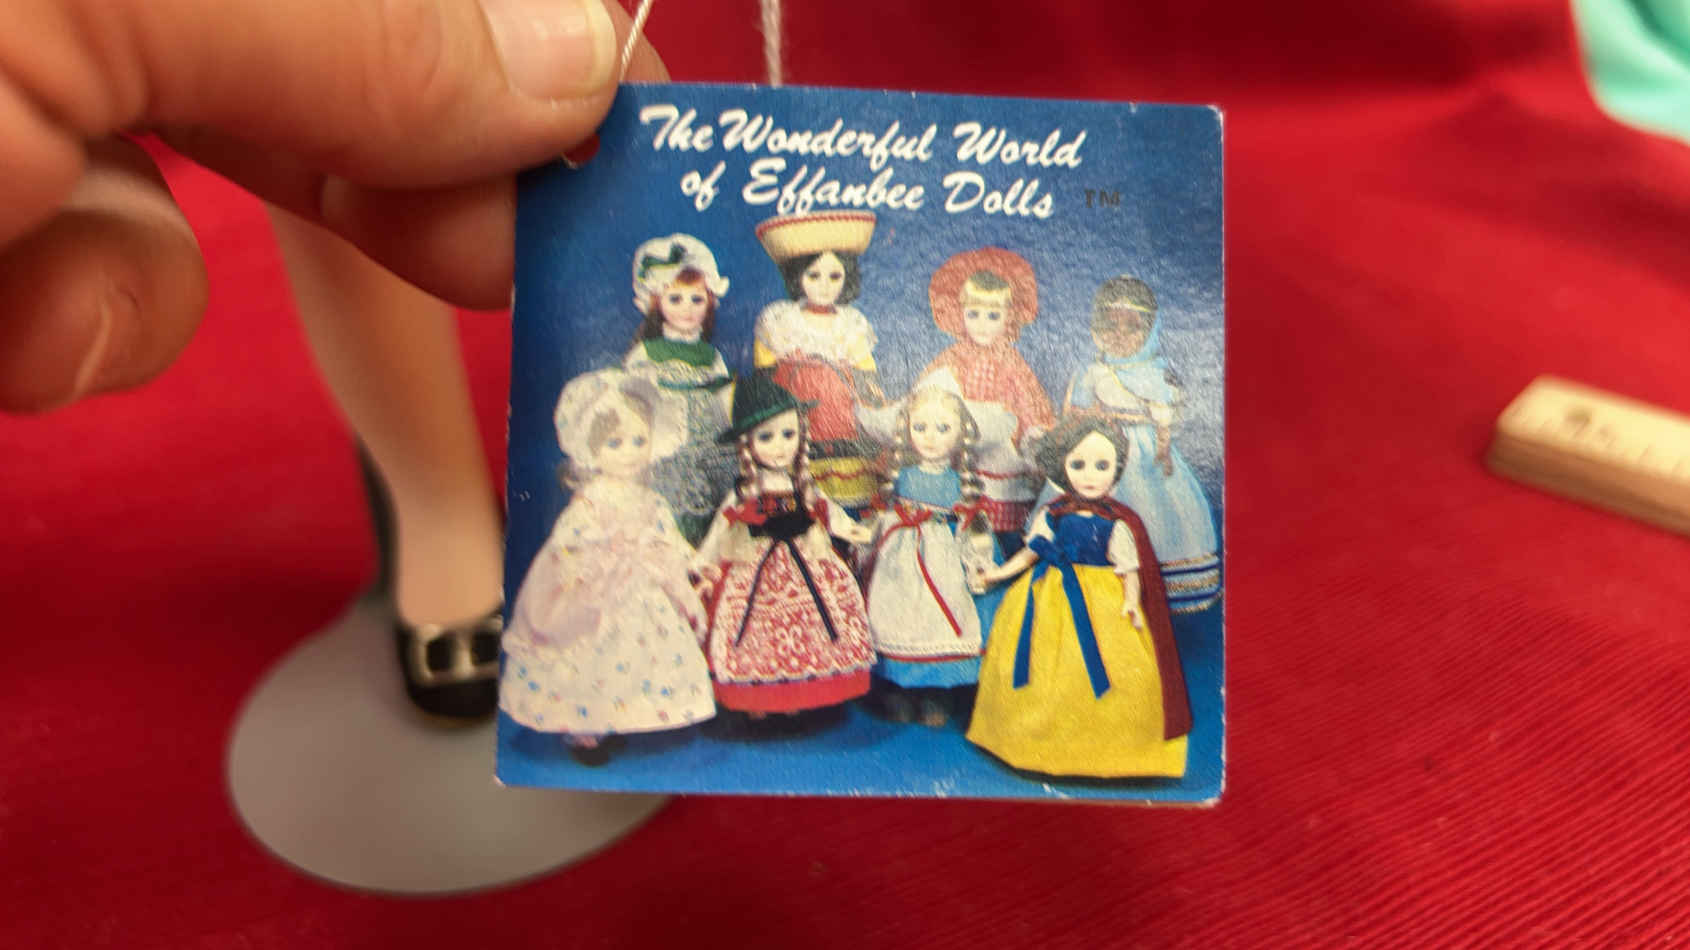 The Wonderful World
of Effanbee Dolls ™